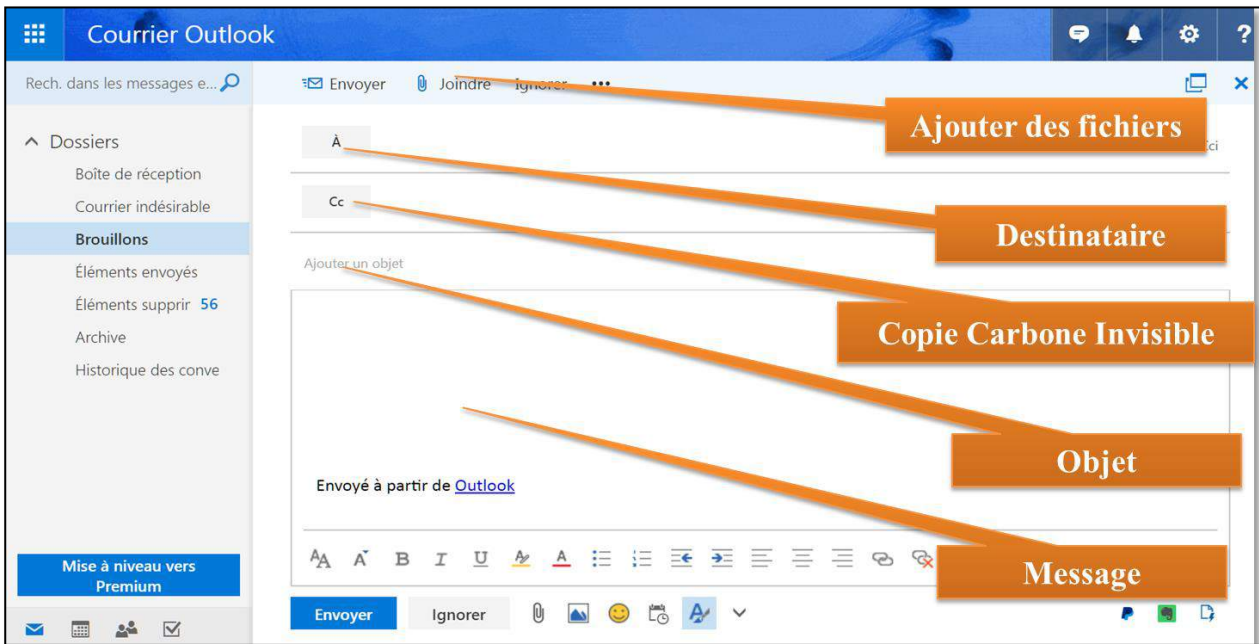 Courrier Outlook
?
Rech. dans les messages e...
Envoyer Joindre Ignorer •••
Ajouter des fichiers
Dossiers
À
Boîte de réception
Courrier indésirable
Cc
Destinataire
Brouillons
Ajouter un objet
Éléments envoyés
Éléments supprir 56
Copie Carbone Invisible
Archive
Historique des conve
Objet
Envoyé à partir de Outlook
Mise à niveau vers
Premium
Message
Envoyer Ignorer